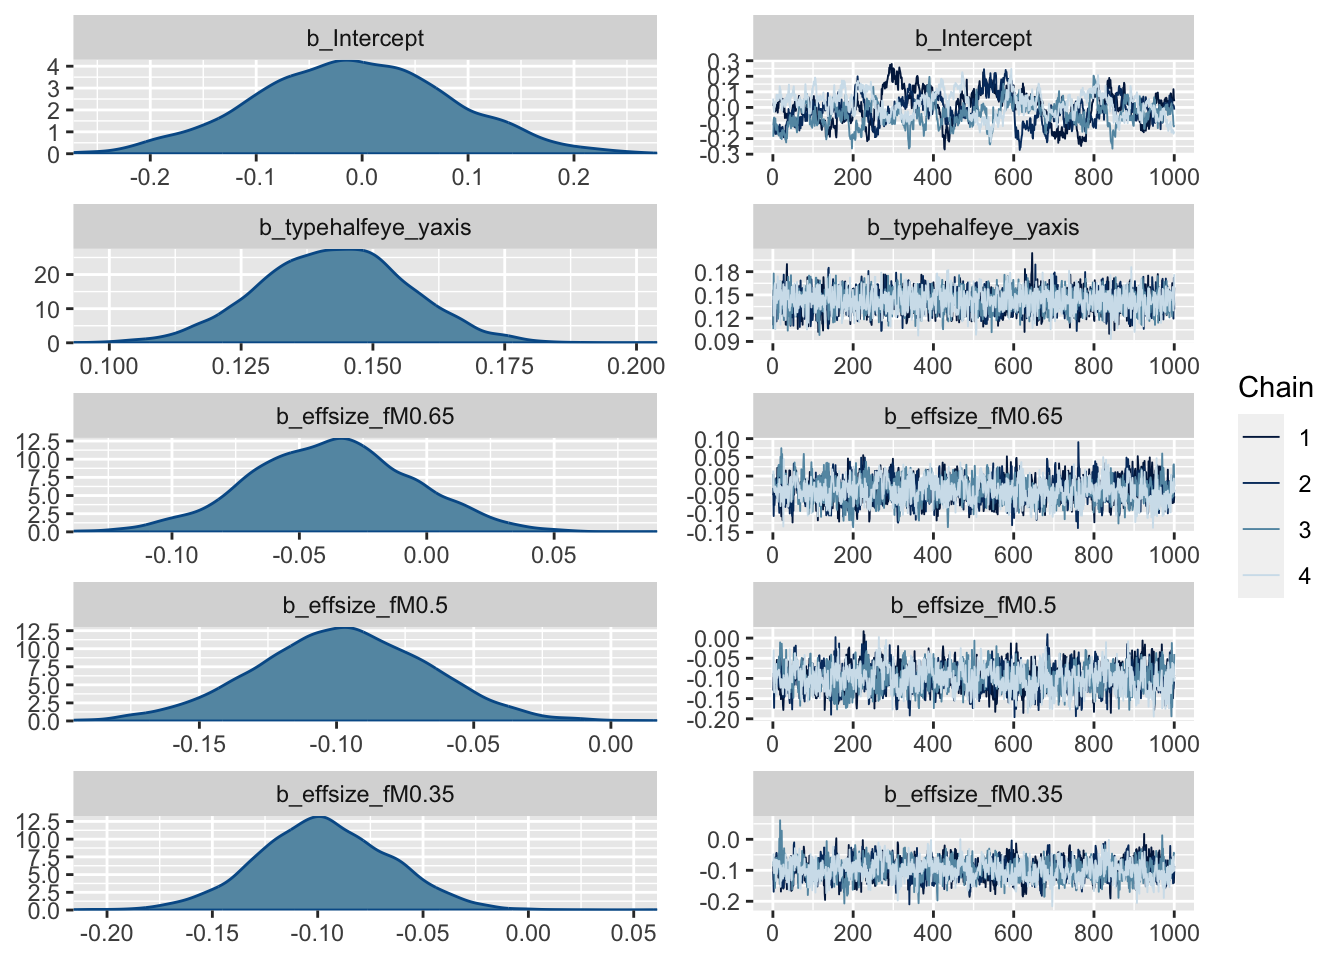 b_Intercept
4
3
2
1
0
-0.2 -0.1 0.0 0.1 0.2
b_Intercept
0.3
0.2
0.1
0.0
-0.1
-0.2
-0.3
0 200 400 600 800 1000
b_typehalfeye_yaxis
20
10
0
0.100 0.125 0.150 0.175 0.200
b_typehalfeye_yaxis
0.18
0.15
0.12
0.09
0 200 400 600 800 1000
b_effsize_fM0.65
12.5
10.0
7.5
5.0
2.5
0.0
-0.10 -0.05 0.00 0.05
b_effsize_fM0.65
0.10
0.05
0.00
-0.05
-0.10
-0.15
0 200 400 600 800 1000
b_effsize_fM0.5
12.5
10.0
7.5
5.0
2.5
0.0
-0.15 -0.10 -0.05 0.00
b_effsize_fM0.5
0.00
-0.05
-0.10
-0.15
-0.20
0 200 400 600 800 1000
b_effsize_fM0.35
12.5
10.0
7.5
5.0
2.5
0.0
-0.20 -0.15 -0.10 -0.05 0.00 0.05
b_effsize_fM0.35
0.0
-0.1
-0.2
0 200 400 600 800 1000
Chain
1
2
3
4